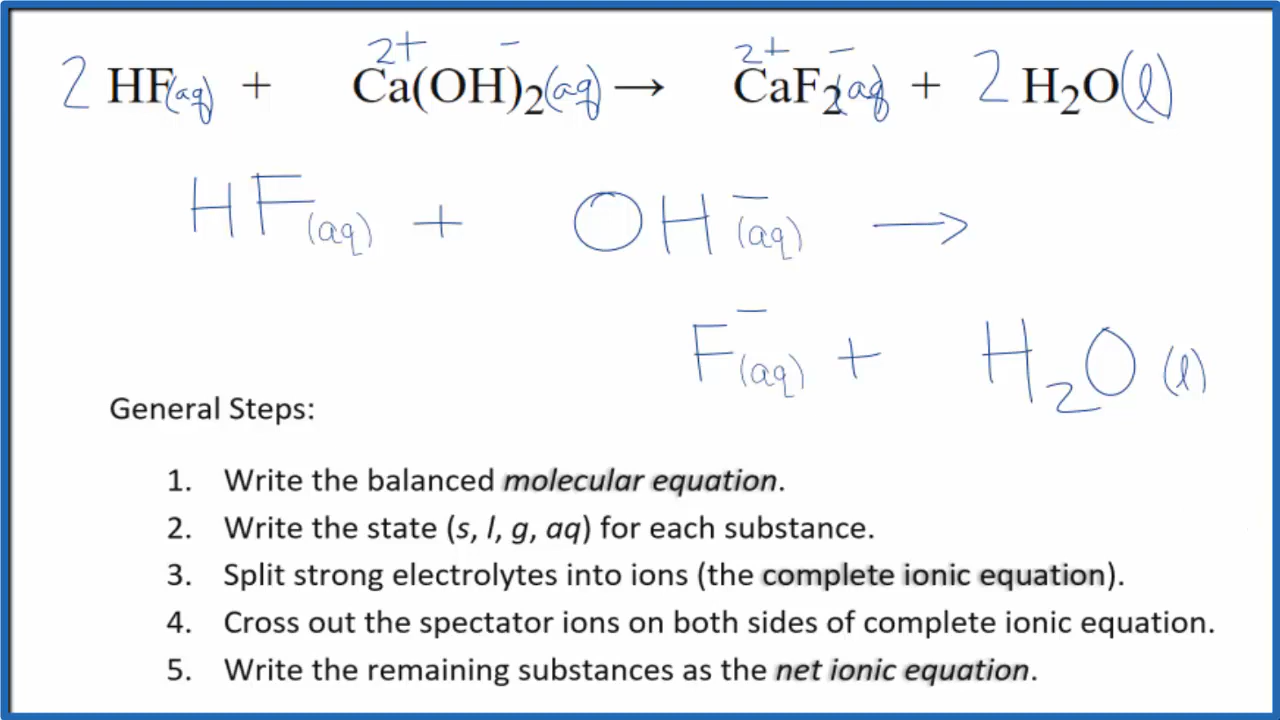 2 HF(aq) + Ca²⁺(OH)⁻₂(aq) → Ca²⁺F⁻₂(aq) + 2 H₂O(l)
HF(aq) + OH⁻(aq) →
F⁻(aq) + H₂O(l)
General Steps:
1. Write the balanced molecular equation.
2. Write the state (s, l, g, aq) for each substance.
3. Split strong electrolytes into ions (the complete ionic equation).
4. Cross out the spectator ions on both sides of complete ionic equation.
5. Write the remaining substances as the net ionic equation.